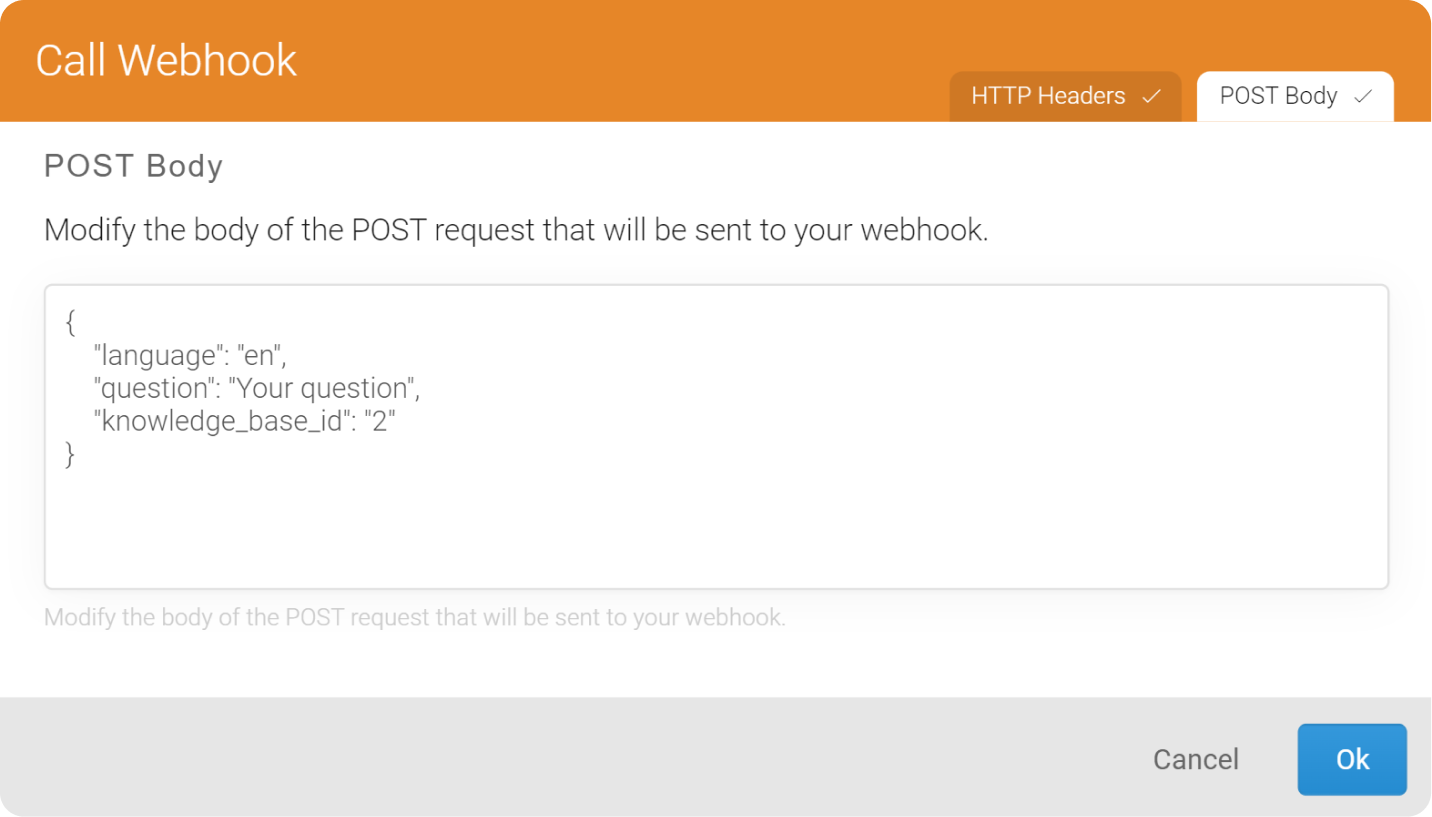 Call Webhook
HTTP Headers ✓
POST Body ✓
POST Body
Modify the body of the POST request that will be sent to your webhook.
{
"language": "en",
"question": "Your question",
"knowledge_base_id": "2"
}
Modify the body of the POST request that will be sent to your webhook.
Cancel
Ok